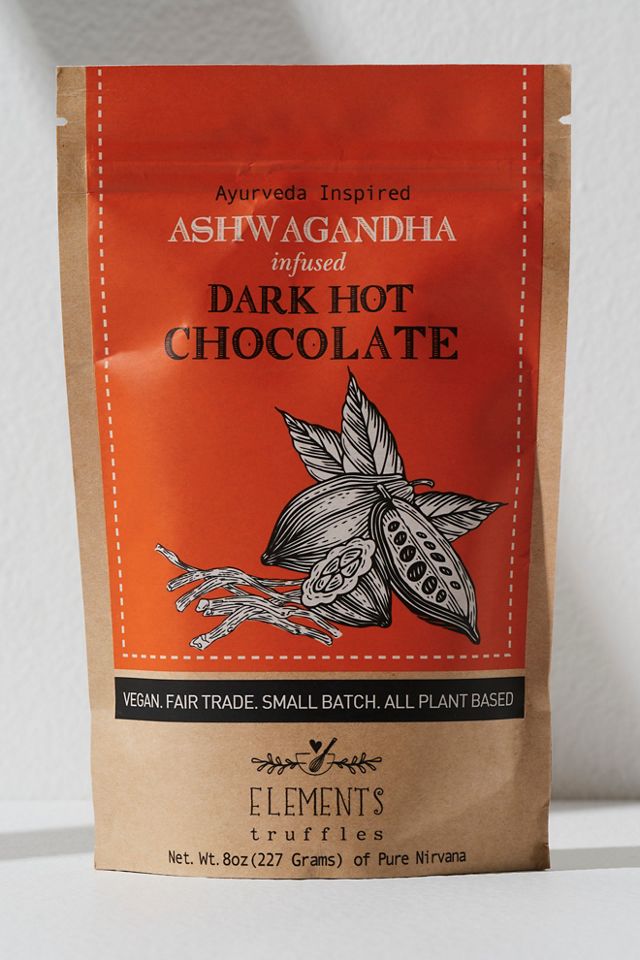 Ayurveda Inspired
ASHWAGANDHA
infused
DARK HOT
CHOCOLATE
VEGAN. FAIR TRADE. SMALL BATCH. ALL PLANT BASED
ELEMENTS
truffles
Net. Wt. 8oz(227 Grams) of Pure Nirvana